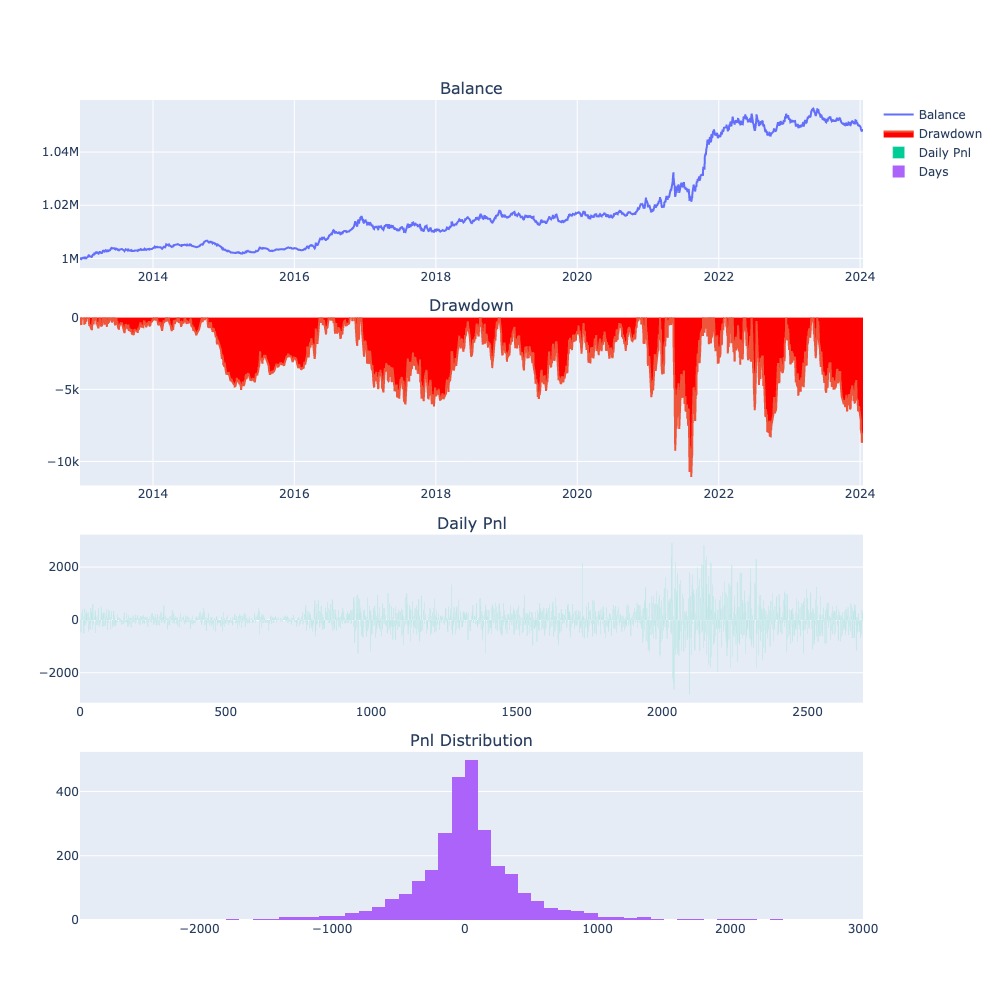 Balance
1.04M
1.02M
1M
2014 2016 2018 2020 2022 2024
Balance
Drawdown
Daily Pnl
Days
Drawdown
0
−5k
−10k
2014 2016 2018 2020 2022 2024
Daily Pnl
2000
0
−2000
0 500 1000 1500 2000 2500
Pnl Distribution
400
200
0
−2000 −1000 0 1000 2000 3000